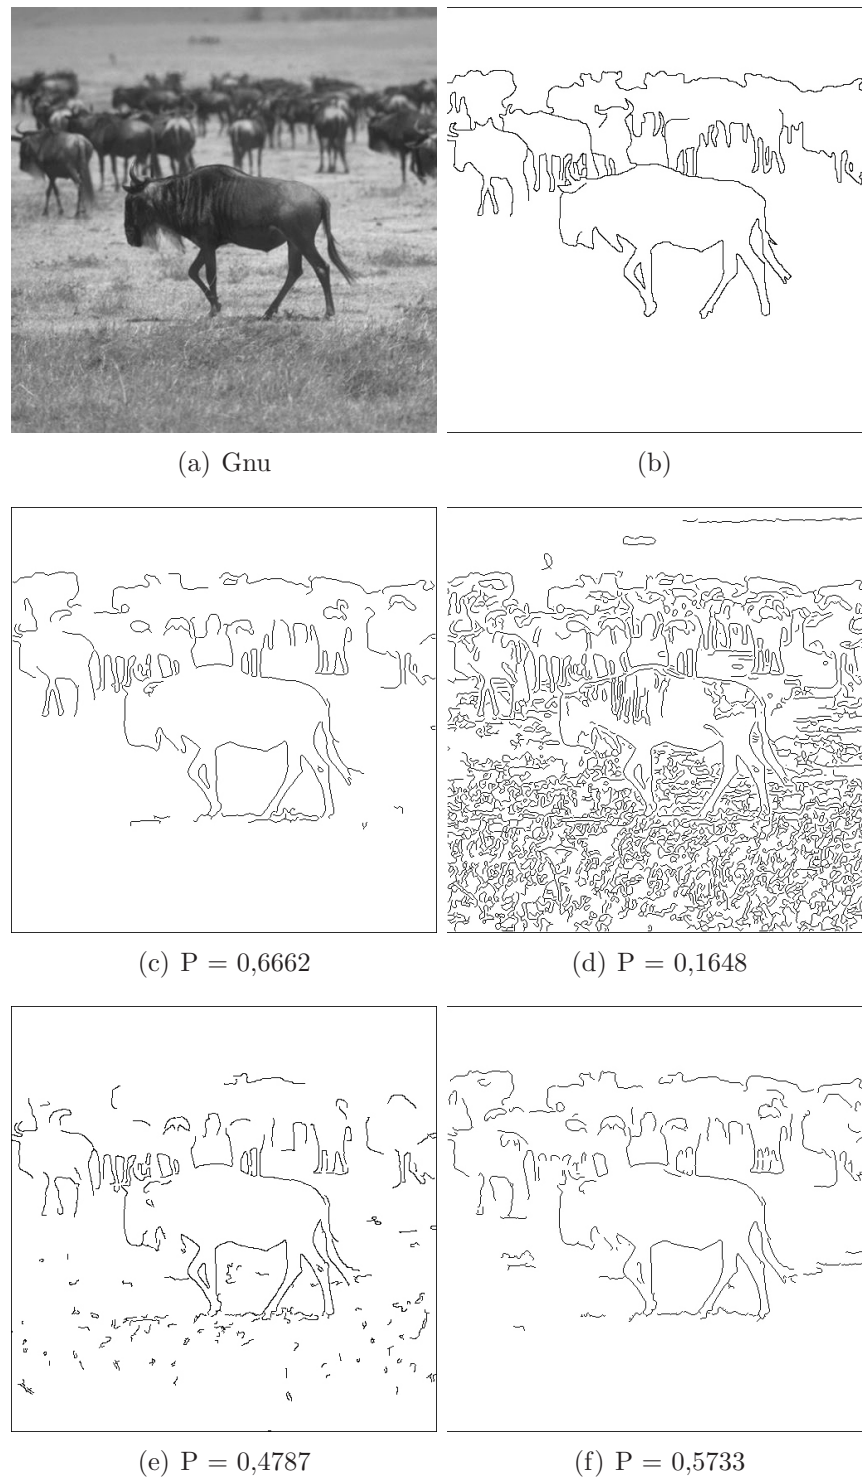 (a) Gnu
(b)
(c) P = 0,6662
(d) P = 0,1648
(e) P = 0,4787
(f) P = 0,5733